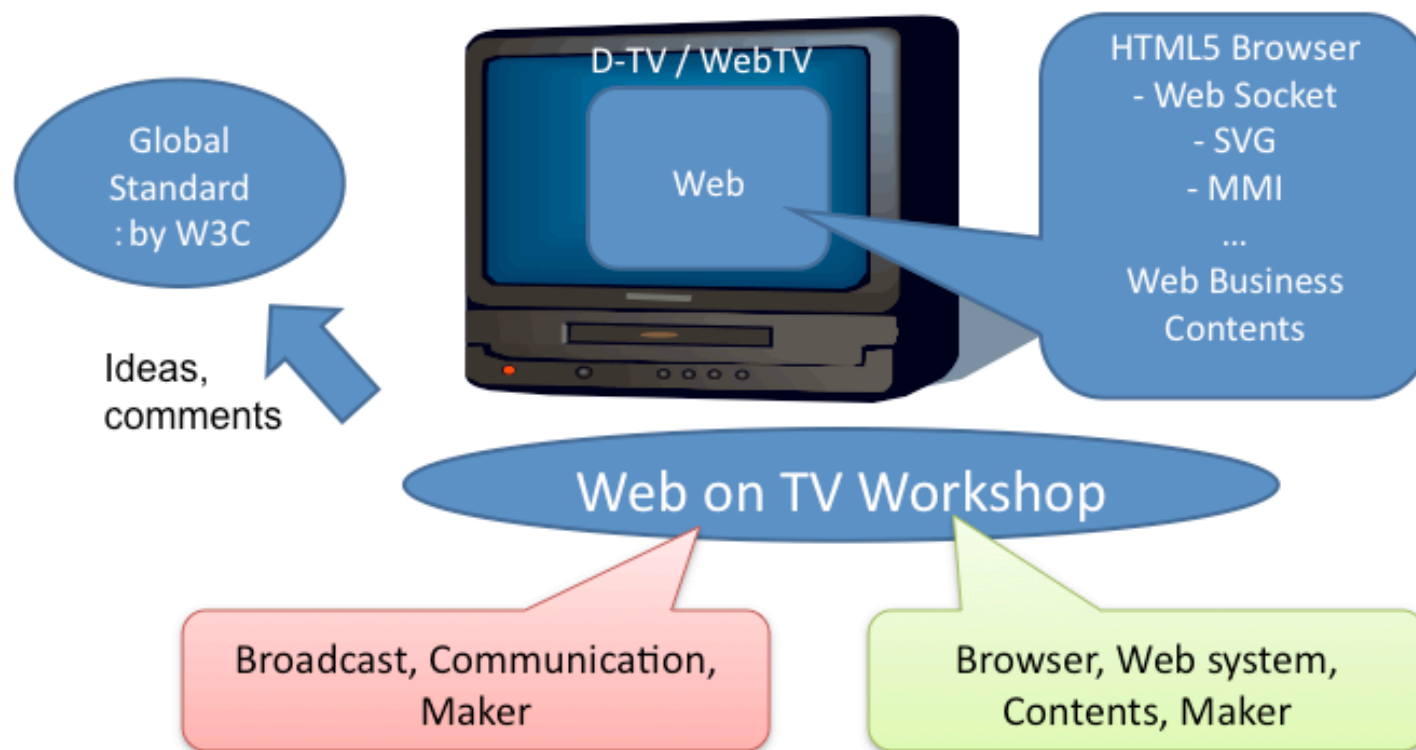 D-TV / WebTV
Web
HTML5 Browser
- Web Socket
- SVG
- MMI
...
Web Business
Contents
Global
Standard
: by W3C
Ideas,
comments
Web on TV Workshop
Broadcast, Communication,
Maker
Browser, Web system,
Contents, Maker